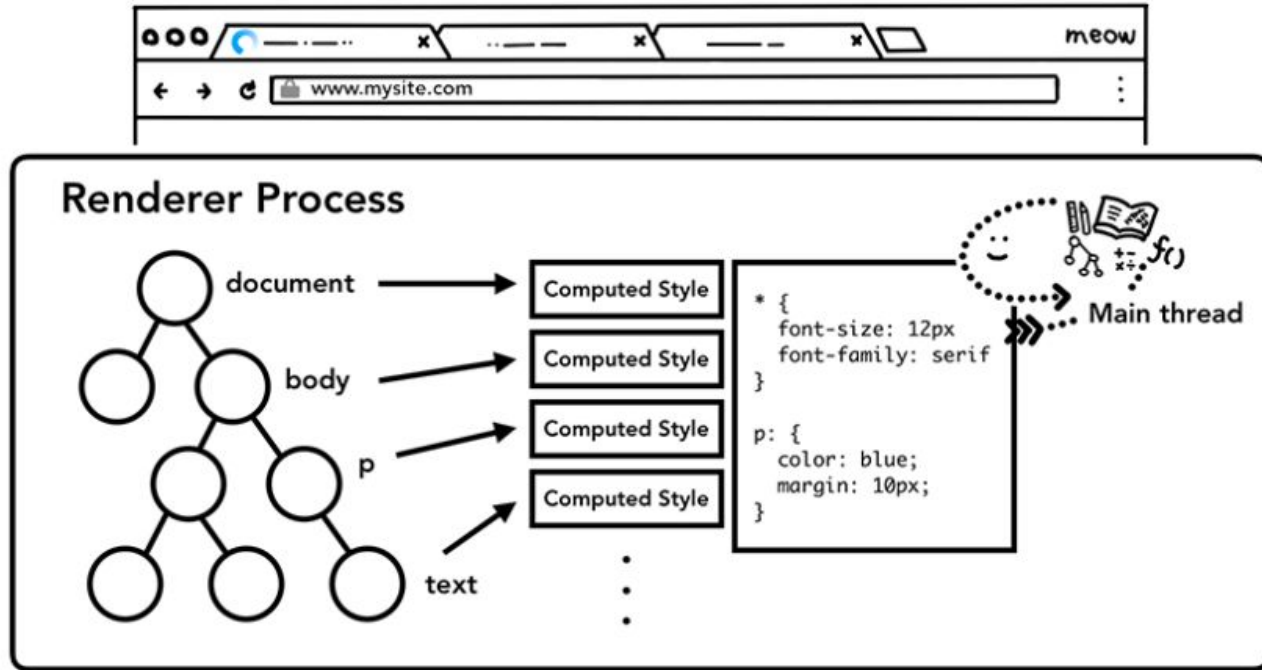 meow
www.mysite.com
Renderer Process
document
body
p
text
Computed Style
Computed Style
Computed Style
Computed Style
* {
font-size: 12px
font-family: serif
}
p: {
color: blue;
margin: 10px;
}
+-
×÷
f()
Main thread